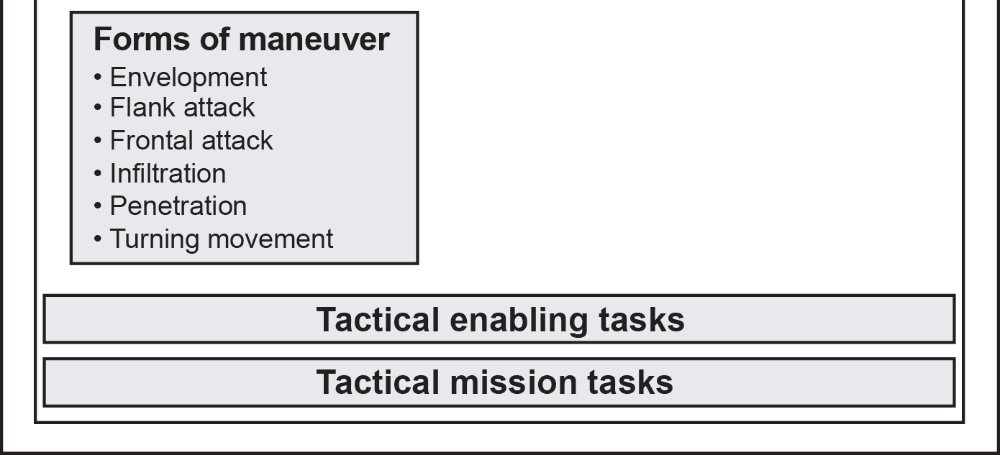 Forms of maneuver
• Envelopment
• Flank attack
• Frontal attack
• Infiltration
• Penetration
• Turning movement
Tactical enabling tasks
Tactical mission tasks